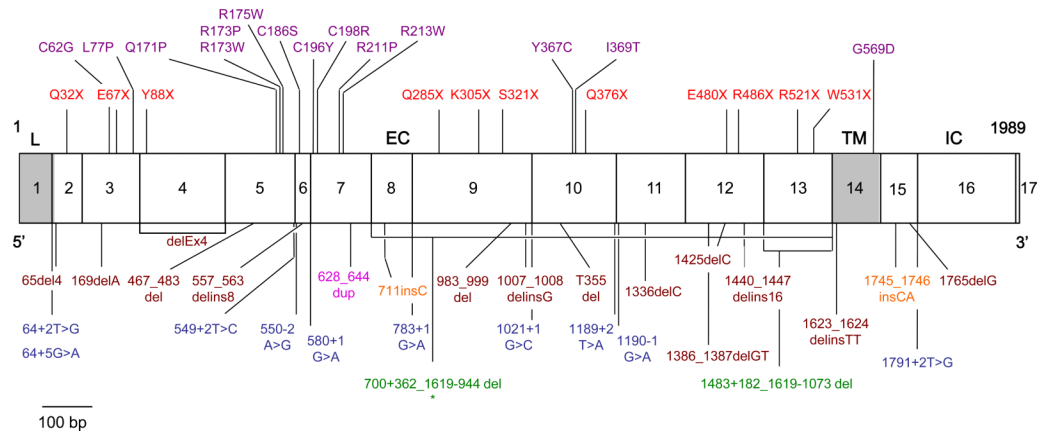 R175W
R173P C186S C198R R213W
C62G L77P Q171P R173W C196Y R211P Y367C I369T G569D
Q32X E67X Y88X Q285X K305X S321X Q376X E480X R486X R521X W531X
1 L EC TM IC 1989
1 2 3 4 5 6 7 8 9 10 11 12 13 14 15 16 17
5' 3'
delEx4
1425delC
65del4 169delA 467_483 557_563 628_644 711insC 983_999 1007_1008 T355 1336delC 1440_1447 1745_1746 1765delG
del delins8 dup del delinsG del delins16 insCA
1623_1624
delinsTT
64+2T>G 549+2T>C 550-2 580+1 783+1 1021+1 1189+2 1190-1
A>G G>A G>A G>C T>A G>A
64+5G>A 1386_1387delGT 1791+2T>G
700+362_1619-944 del 1483+182_1619-1073 del
*
100 bp